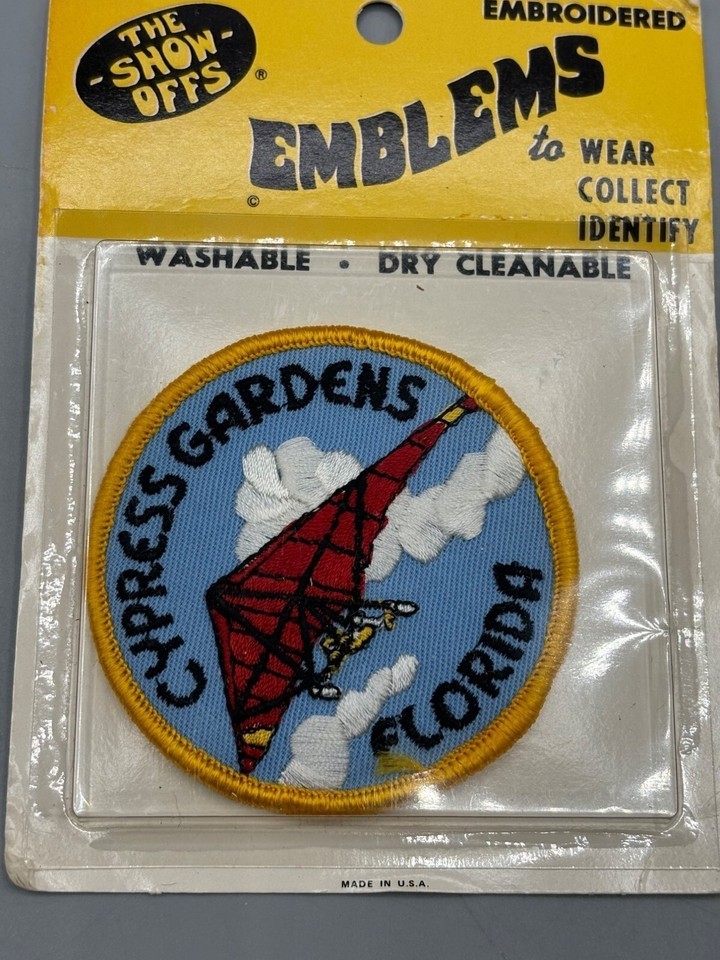 THE
-SHOW-
OFFS
®
EMBROIDERED
EMBLEMS
©
to WEAR
COLLECT
IDENTIFY
WASHABLE • DRY CLEANABLE
CYPRESS GARDENS
FLORIDA
MADE IN U.S.A.